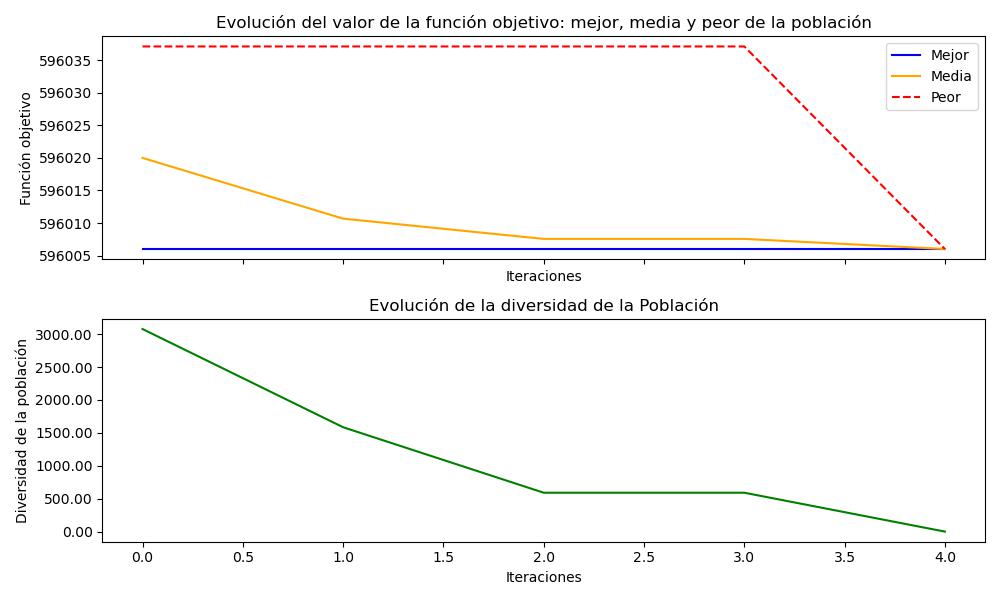 Evolución del valor de la función objetivo: mejor, media y peor de la población
Función objetivo
596035
596030
596025
596020
596015
596010
596005
Mejor
Media
Peor
Iteraciones
Evolución de la diversidad de la Población
Diversidad de la población
3000.00
2500.00
2000.00
1500.00
1000.00
500.00
0.00
0.0 0.5 1.0 1.5 2.0 2.5 3.0 3.5 4.0
Iteraciones